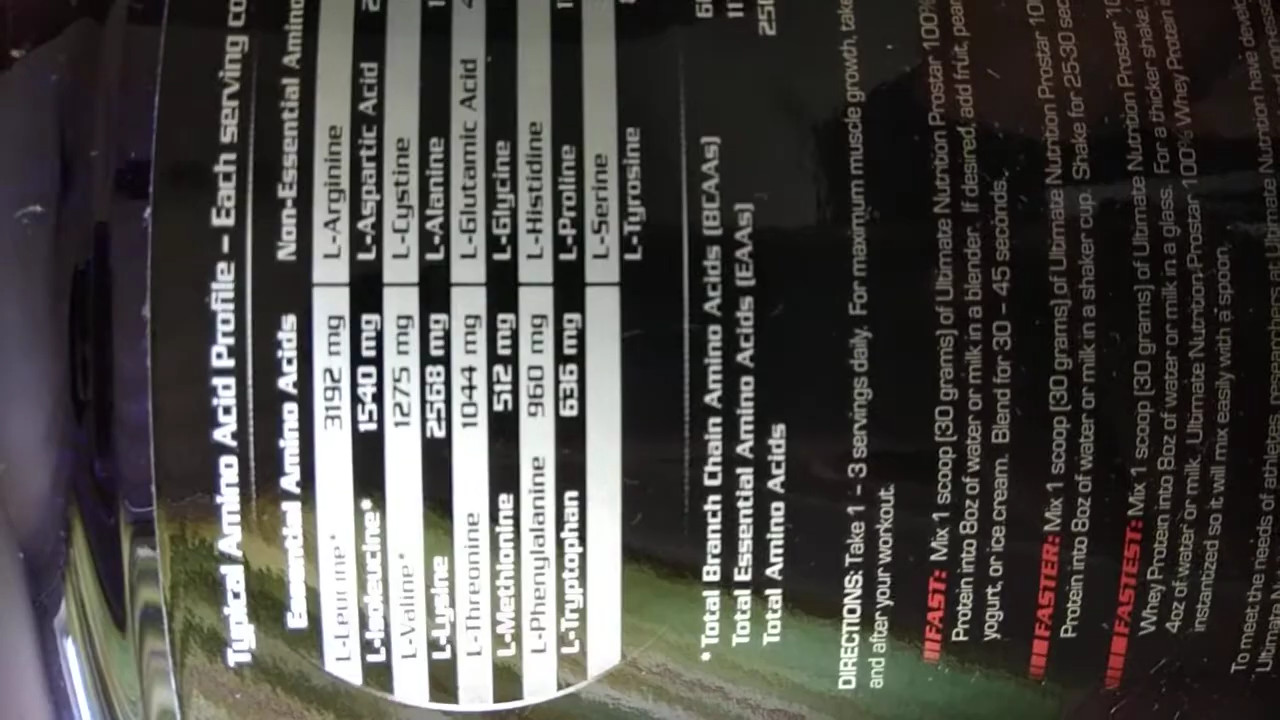 Typical Amino Acid Profile – Each serving
Essential Amino Acids Non-Essential Amino
L-Leucine* 3192 mg L-Arginine
L-Isoleucine* 1540 mg L-Aspartic Acid
L-Valine* 1275 mg L-Cystine
L-Lysine 2568 mg L-Alanine
L-Threonine 1044 mg L-Glutamic Acid
L-Methionine 512 mg L-Glycine
L-Phenylalanine 960 mg L-Histidine
L-Tryptophan 636 mg L-Proline
L-Serine
L-Tyrosine
*Total Branch Chain Amino Acids (BCAAs)
Total Essential Amino Acids (EAAs)
Total Amino Acids
DIRECTIONS: Take 1 – 3 servings daily. For maximum muscle growth,
and after your workout.
FAST: Mix 1 scoop (30 grams) of Ultimate Nutrition Prostar 100%
Protein into 8oz of water or milk in a blender. If desired, add fruit,
yogurt, or ice cream. Blend for 30 – 45 seconds.
FASTER: Mix 1 scoop (30 grams) of Ultimate Nutrition Prostar
Protein into 8oz of water or milk in a shaker cup. Shake for 25-30
FASTEST: Mix 1 scoop (30 grams) of Ultimate Nutrition Prostar
Whey Protein into 8oz of water or milk in a glass. For a thicker shake,
4oz of water or milk. Ultimate Nutrition Prostar 100% Whey Protein
instantized so it will mix easily with a spoon.
To meet the needs of athletes, researchers at Ultimate Nutrition have